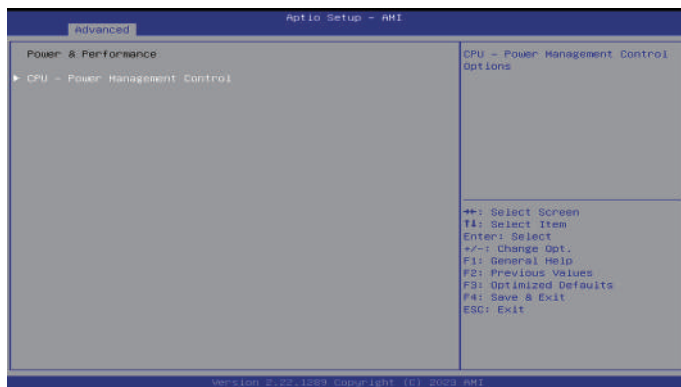 Aptio Setup - AMI
Advanced
Power & Performance
CPU - Power Management Control
CPU - Power Management Control
Options
→←: Select Screen
↑↓: Select Item
Enter: Select
+/-: Change Opt.
F1: General Help
F2: Previous Values
F3: Optimized Defaults
F4: Save & Exit
ESC: Exit
Version 2.22.1289 Copyright (C) 2023 AMI